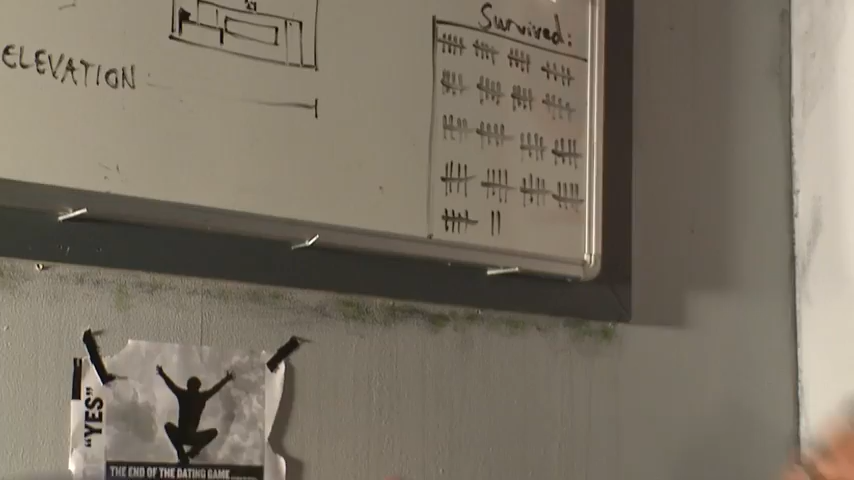 Survived:
ELEVATION
"YES"
THE END OF THE DATING GAME